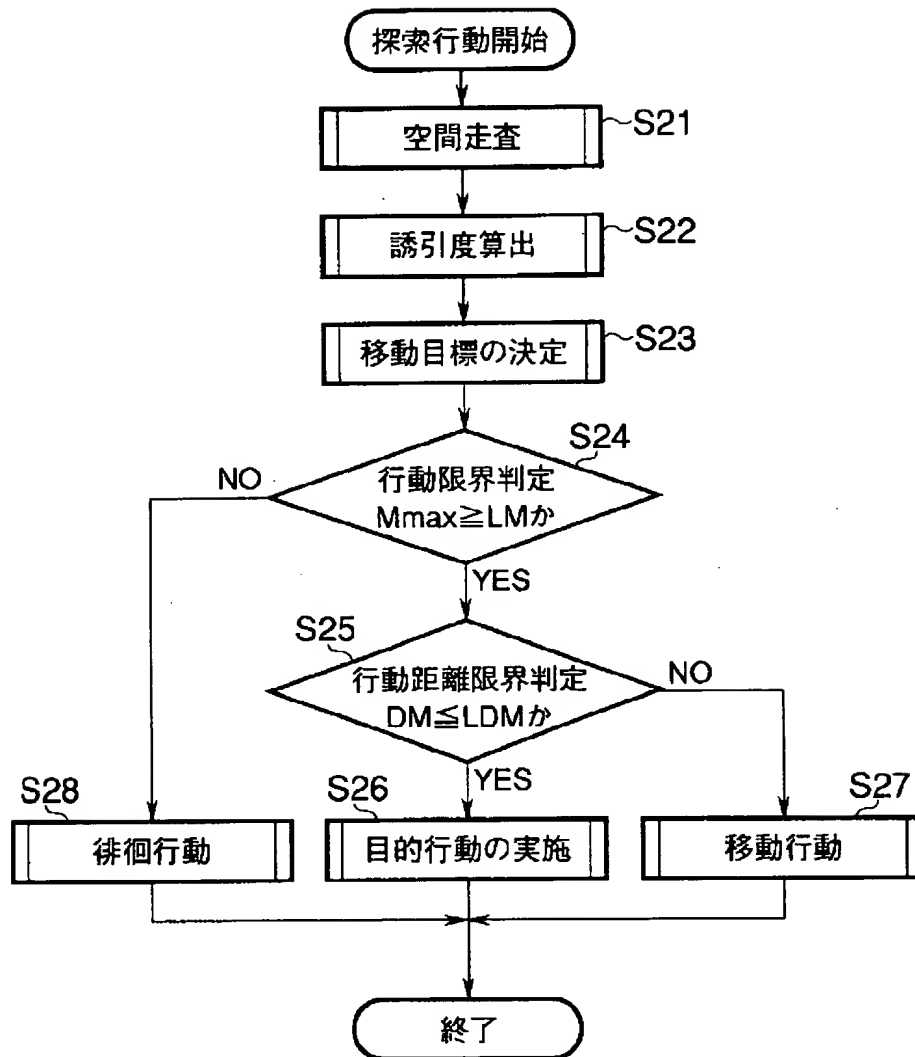 探索行動開始
空間走査
S21
誘引度算出
S22
移動目標の決定
S23
S24
行動限界判定
Mmax≧LMか
NO
YES
S25
行動距離限界判定
DM≦LDMか
NO
YES
S28
徘徊行動
S26
目的行動の実施
S27
移動行動
終了